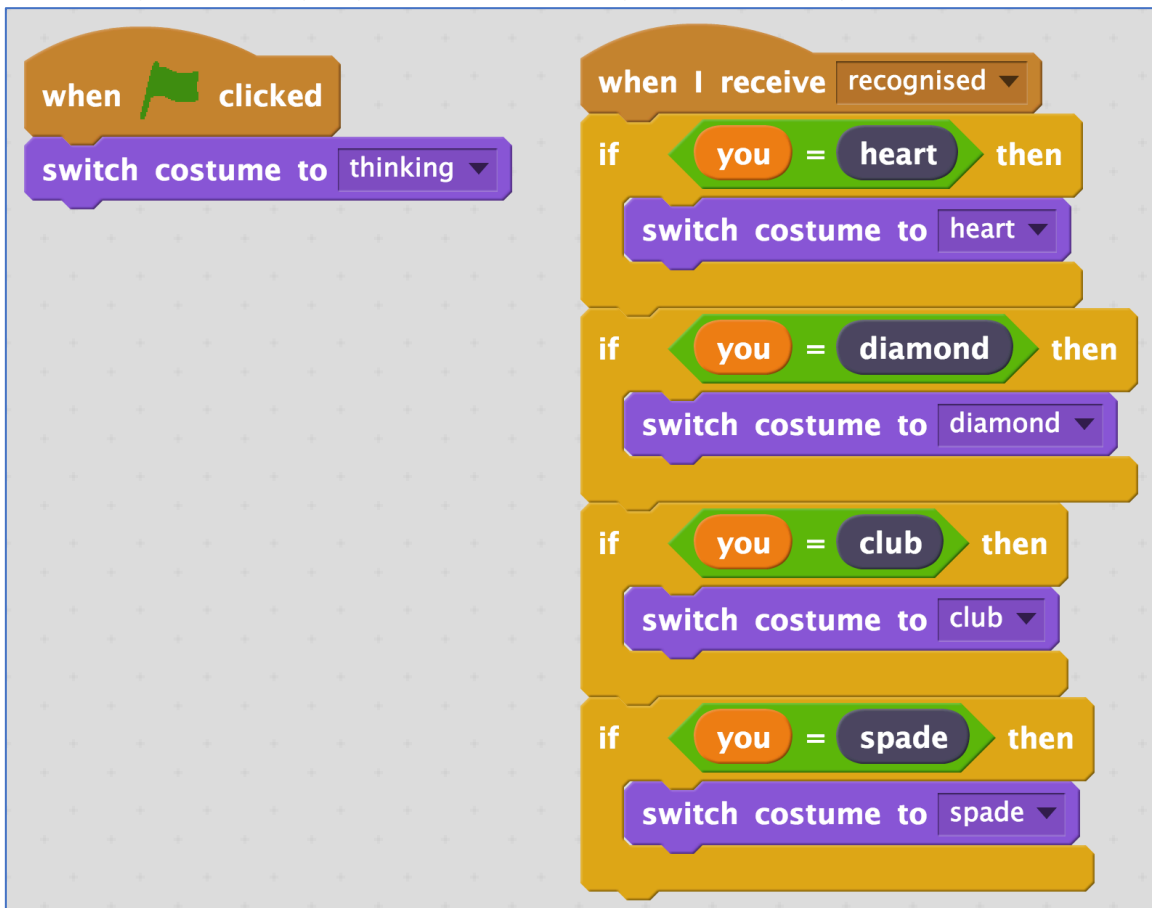 when clicked
switch costume to thinking
when I receive recognised
if you = heart then
switch costume to heart
if you = diamond then
switch costume to diamond
if you = club then
switch costume to club
if you = spade then
switch costume to spade